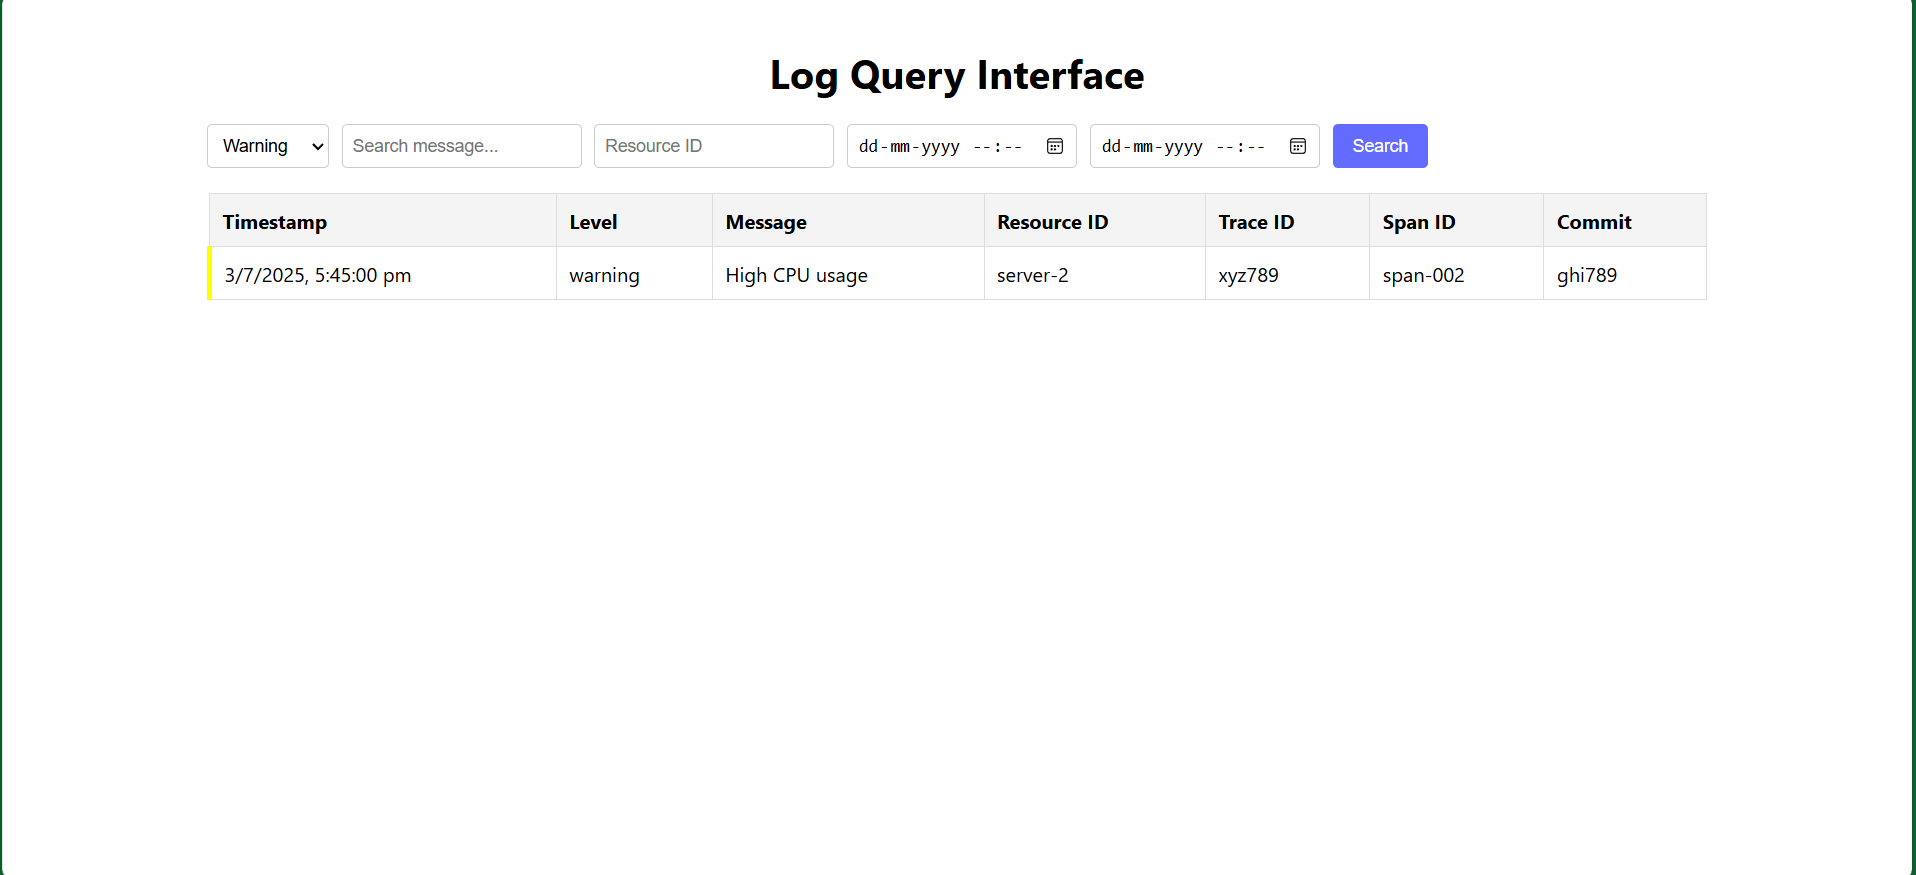 Log Query Interface
Warning Search message... Resource ID dd-mm-yyyy --:-- dd-mm-yyyy --:-- Search
Timestamp Level Message Resource ID Trace ID Span ID Commit
3/7/2025, 5:45:00 pm warning High CPU usage server-2 xyz789 span-002 ghi789